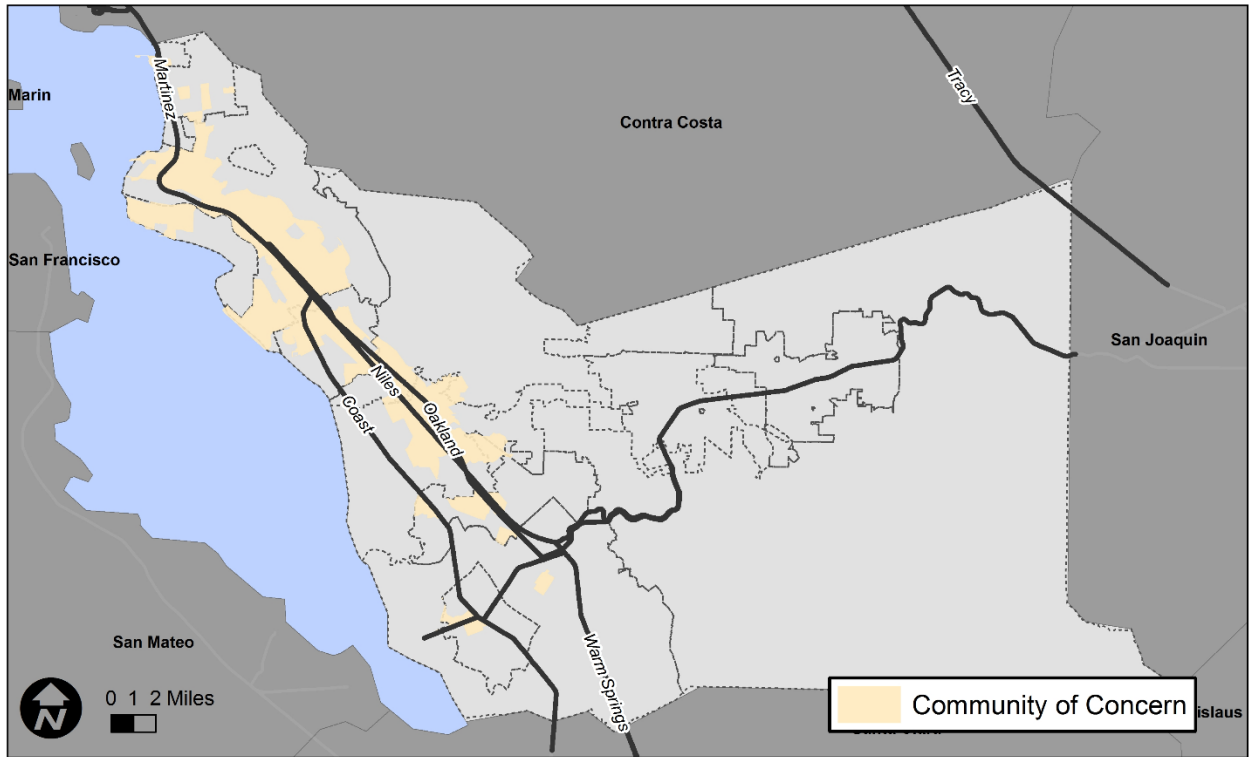 Martinez
Tracy
Marin
Contra Costa
San Francisco
San Joaquin
Niles
Oakland
Coast
San Mateo
Warm Springs
N
0 1 2 Miles
Community of Concern
islaus